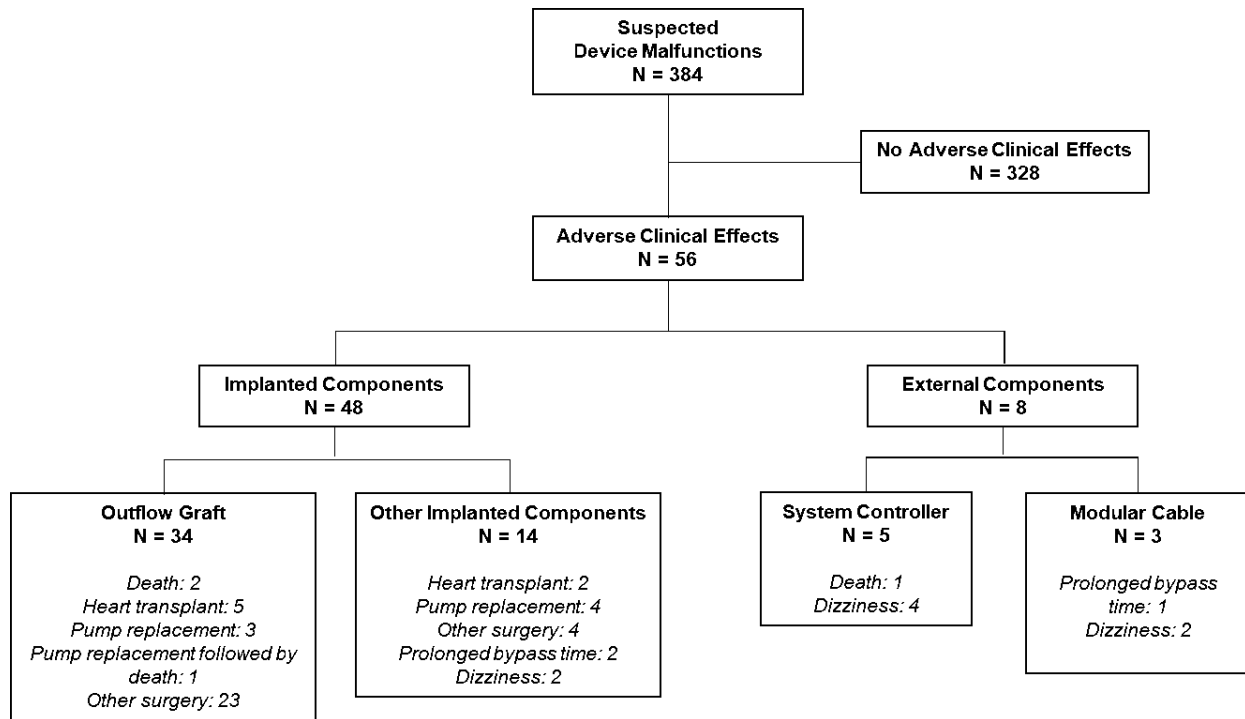 Suspected
Device Malfunctions
N = 384
No Adverse Clinical Effects
N = 328
Adverse Clinical Effects
N = 56
Implanted Components
N = 48
External Components
N = 8
Outflow Graft
N = 34
Death: 2
Heart transplant: 5
Pump replacement: 3
Pump replacement followed by
death: 1
Other surgery: 23
Other Implanted Components
N = 14
Heart transplant: 2
Pump replacement: 4
Other surgery: 4
Prolonged bypass time: 2
Dizziness: 2
System Controller
N = 5
Death: 1
Dizziness: 4
Modular Cable
N = 3
Prolonged bypass
time: 1
Dizziness: 2